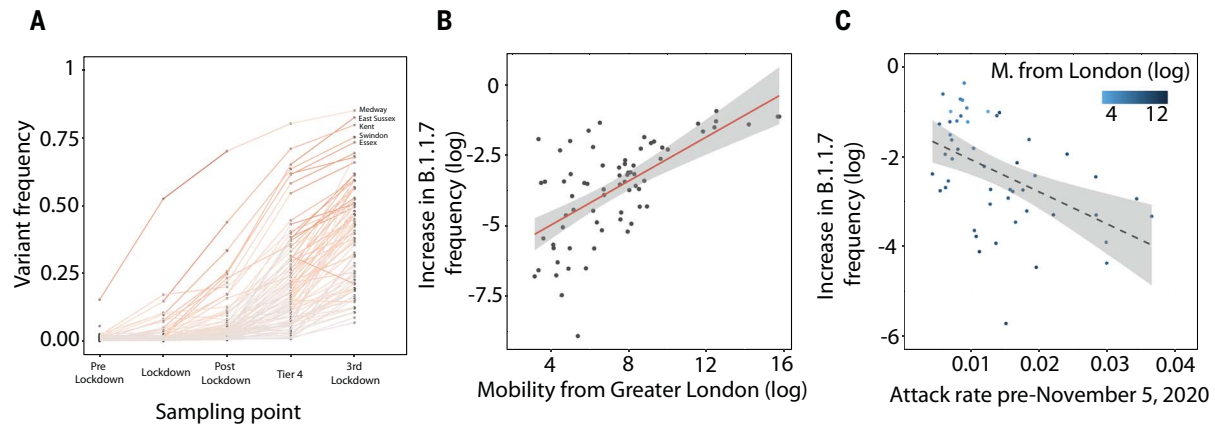 A
Variant frequency
1
0.75
0.50
0.25
0.00
Medway
East Sussex
Kent
Swindon
Essex
Pre
Lockdown
Lockdown
Post
Lockdown
Tier 4
3rd
Lockdown
Sampling point
B
Increase in B.1.1.7
frequency (log)
0
-2.5
-5
-7.5
4
8
12
16
Mobility from Greater London (log)
C
Increase in B.1.1.7
frequency (log)
0
-2
-4
-6
M. from London (log)
4 12
0.01
0.02
0.03
0.04
Attack rate pre-November 5, 2020